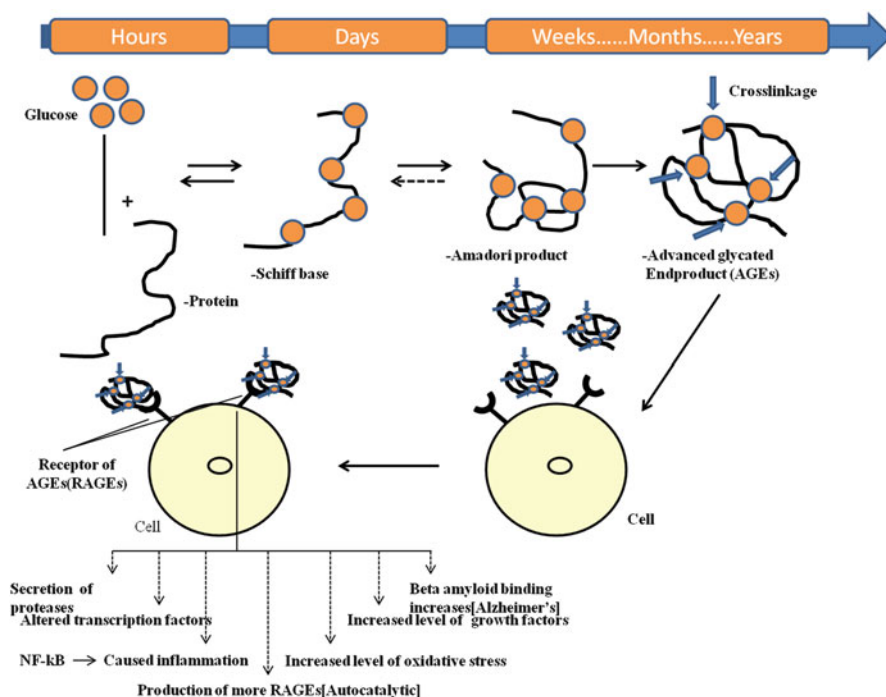 Hours
Days
Weeks......Months......Years
Glucose
Crosslinkage
+
-Schiff base
-Amadori product
-Advanced glycated
Endproduct (AGEs)
-Protein
Receptor of
AGEs(RAGEs)
Cell
Cell
Secretion of
proteases
Beta amyloid binding
increases[Alzheimer's]
Altered transcription factors
Increased level of growth factors
NF-kB
Caused inflammation
Increased level of oxidative stress
Production of more RAGEs[Autocatalytic]